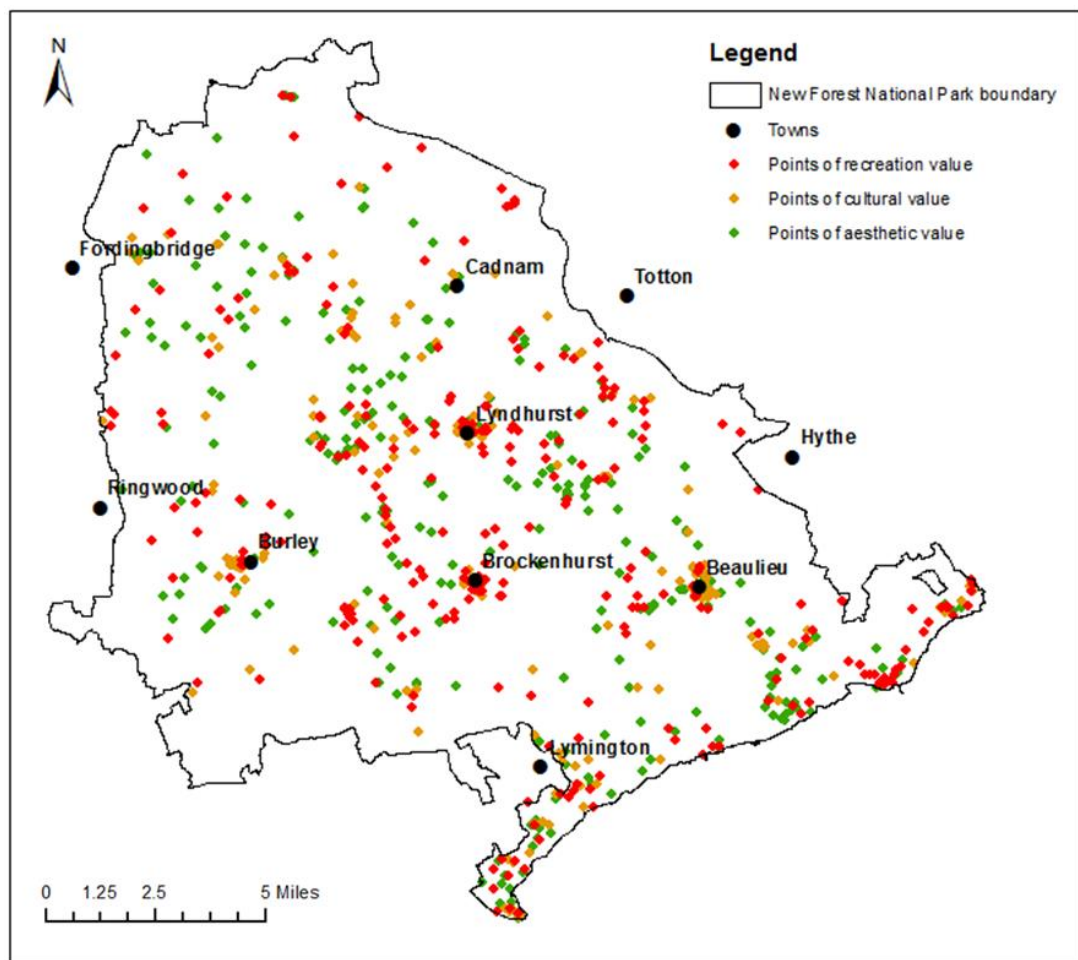 N
Legend
New Forest National Park boundary
Towns
Points of recreation value
Points of cultural value
Points of aesthetic value
Fordingbridge
Cadnam
Totton
Lyndhurst
Hythe
Ringwood
Burley
Brockenhurst
Beaulieu
Lymington
0 1.25 2.5 5 Miles